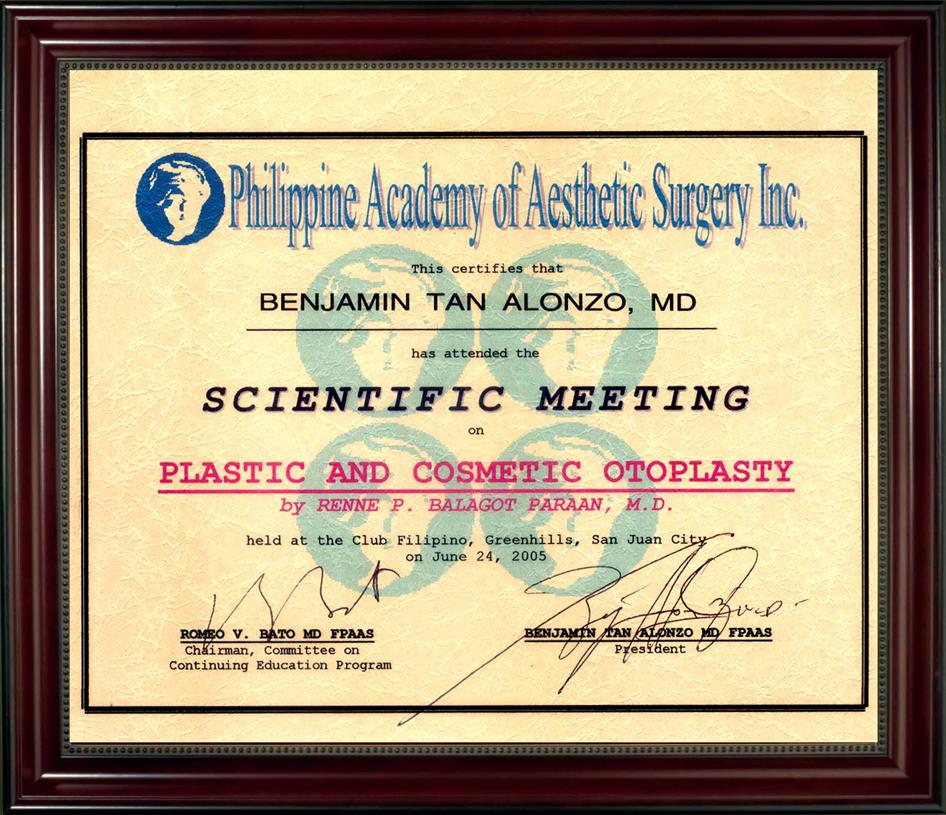 Philippine Academy of Aesthetic Surgery Inc.
This certifies that
BENJAMIN TAN ALONZO, MD
has attended the
SCIENTIFIC MEETING
on
PLASTIC AND COSMETIC OTOPLASTY
by RENNE P. BALAGOT PARAAN, M.D.
held at the Club Filipino, Greenhills, San Juan City
on June 24, 2005
ROMEO V. BATO MD FPAAS
Chairman, Committee on
Continuing Education Program
BENJAMIN TAN ALONZO MD FPAAS
President